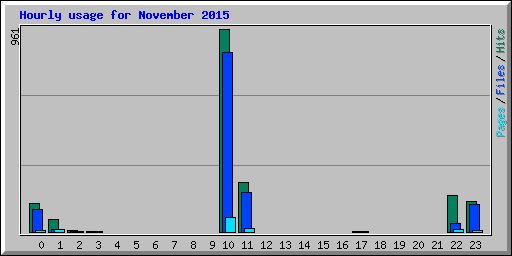 Hourly usage for November 2015
961
Pages/Files/Hits
0 1 2 3 4 5 6 7 8 9 10 11 12 13 14 15 16 17 18 19 20 21 22 23